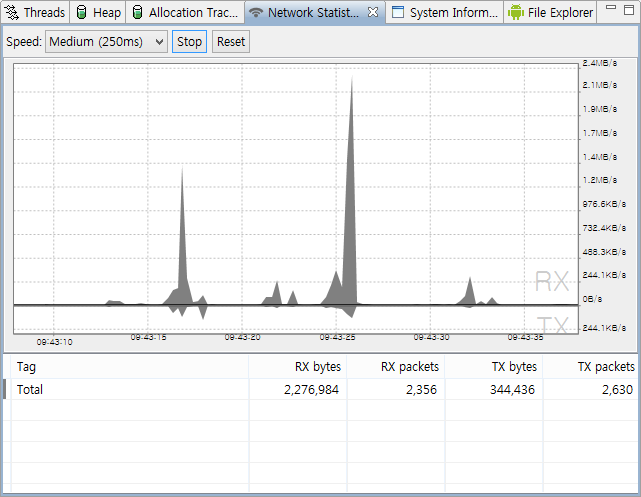 Threads Heap Allocation Trac... Network Statist... System Inform... File Explorer
Speed: Medium (250ms) Stop Reset
2.4MB/s
2.1MB/s
1.9MB/s
1.7MB/s
1.4MB/s
1.2MB/s
976.6KB/s
732.4KB/s
488.3KB/s
244.1KB/s
RX
0B/s
TX
244.1KB/s
09:43:10 09:43:15 09:43:20 09:43:25 09:43:30 09:43:35
Tag RX bytes RX packets TX bytes TX packets
Total 2,276,984 2,356 344,436 2,630